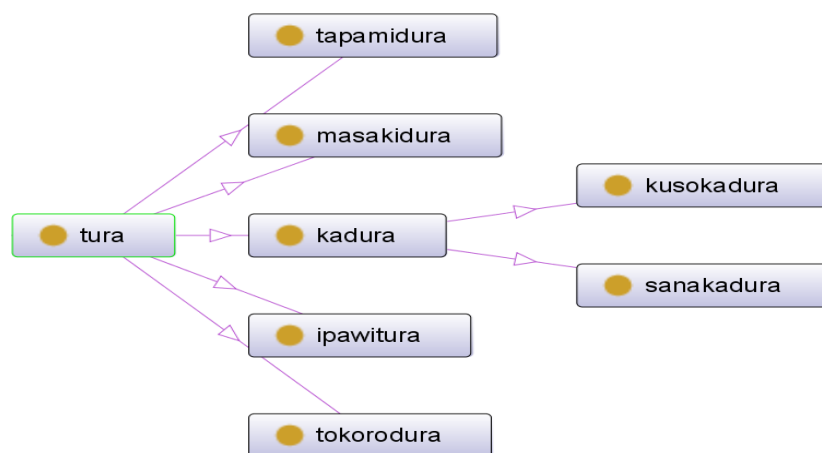 tapamidura
masakidura
kusokadura
tura
kadura
sanakadura
ipawitura
tokorodura